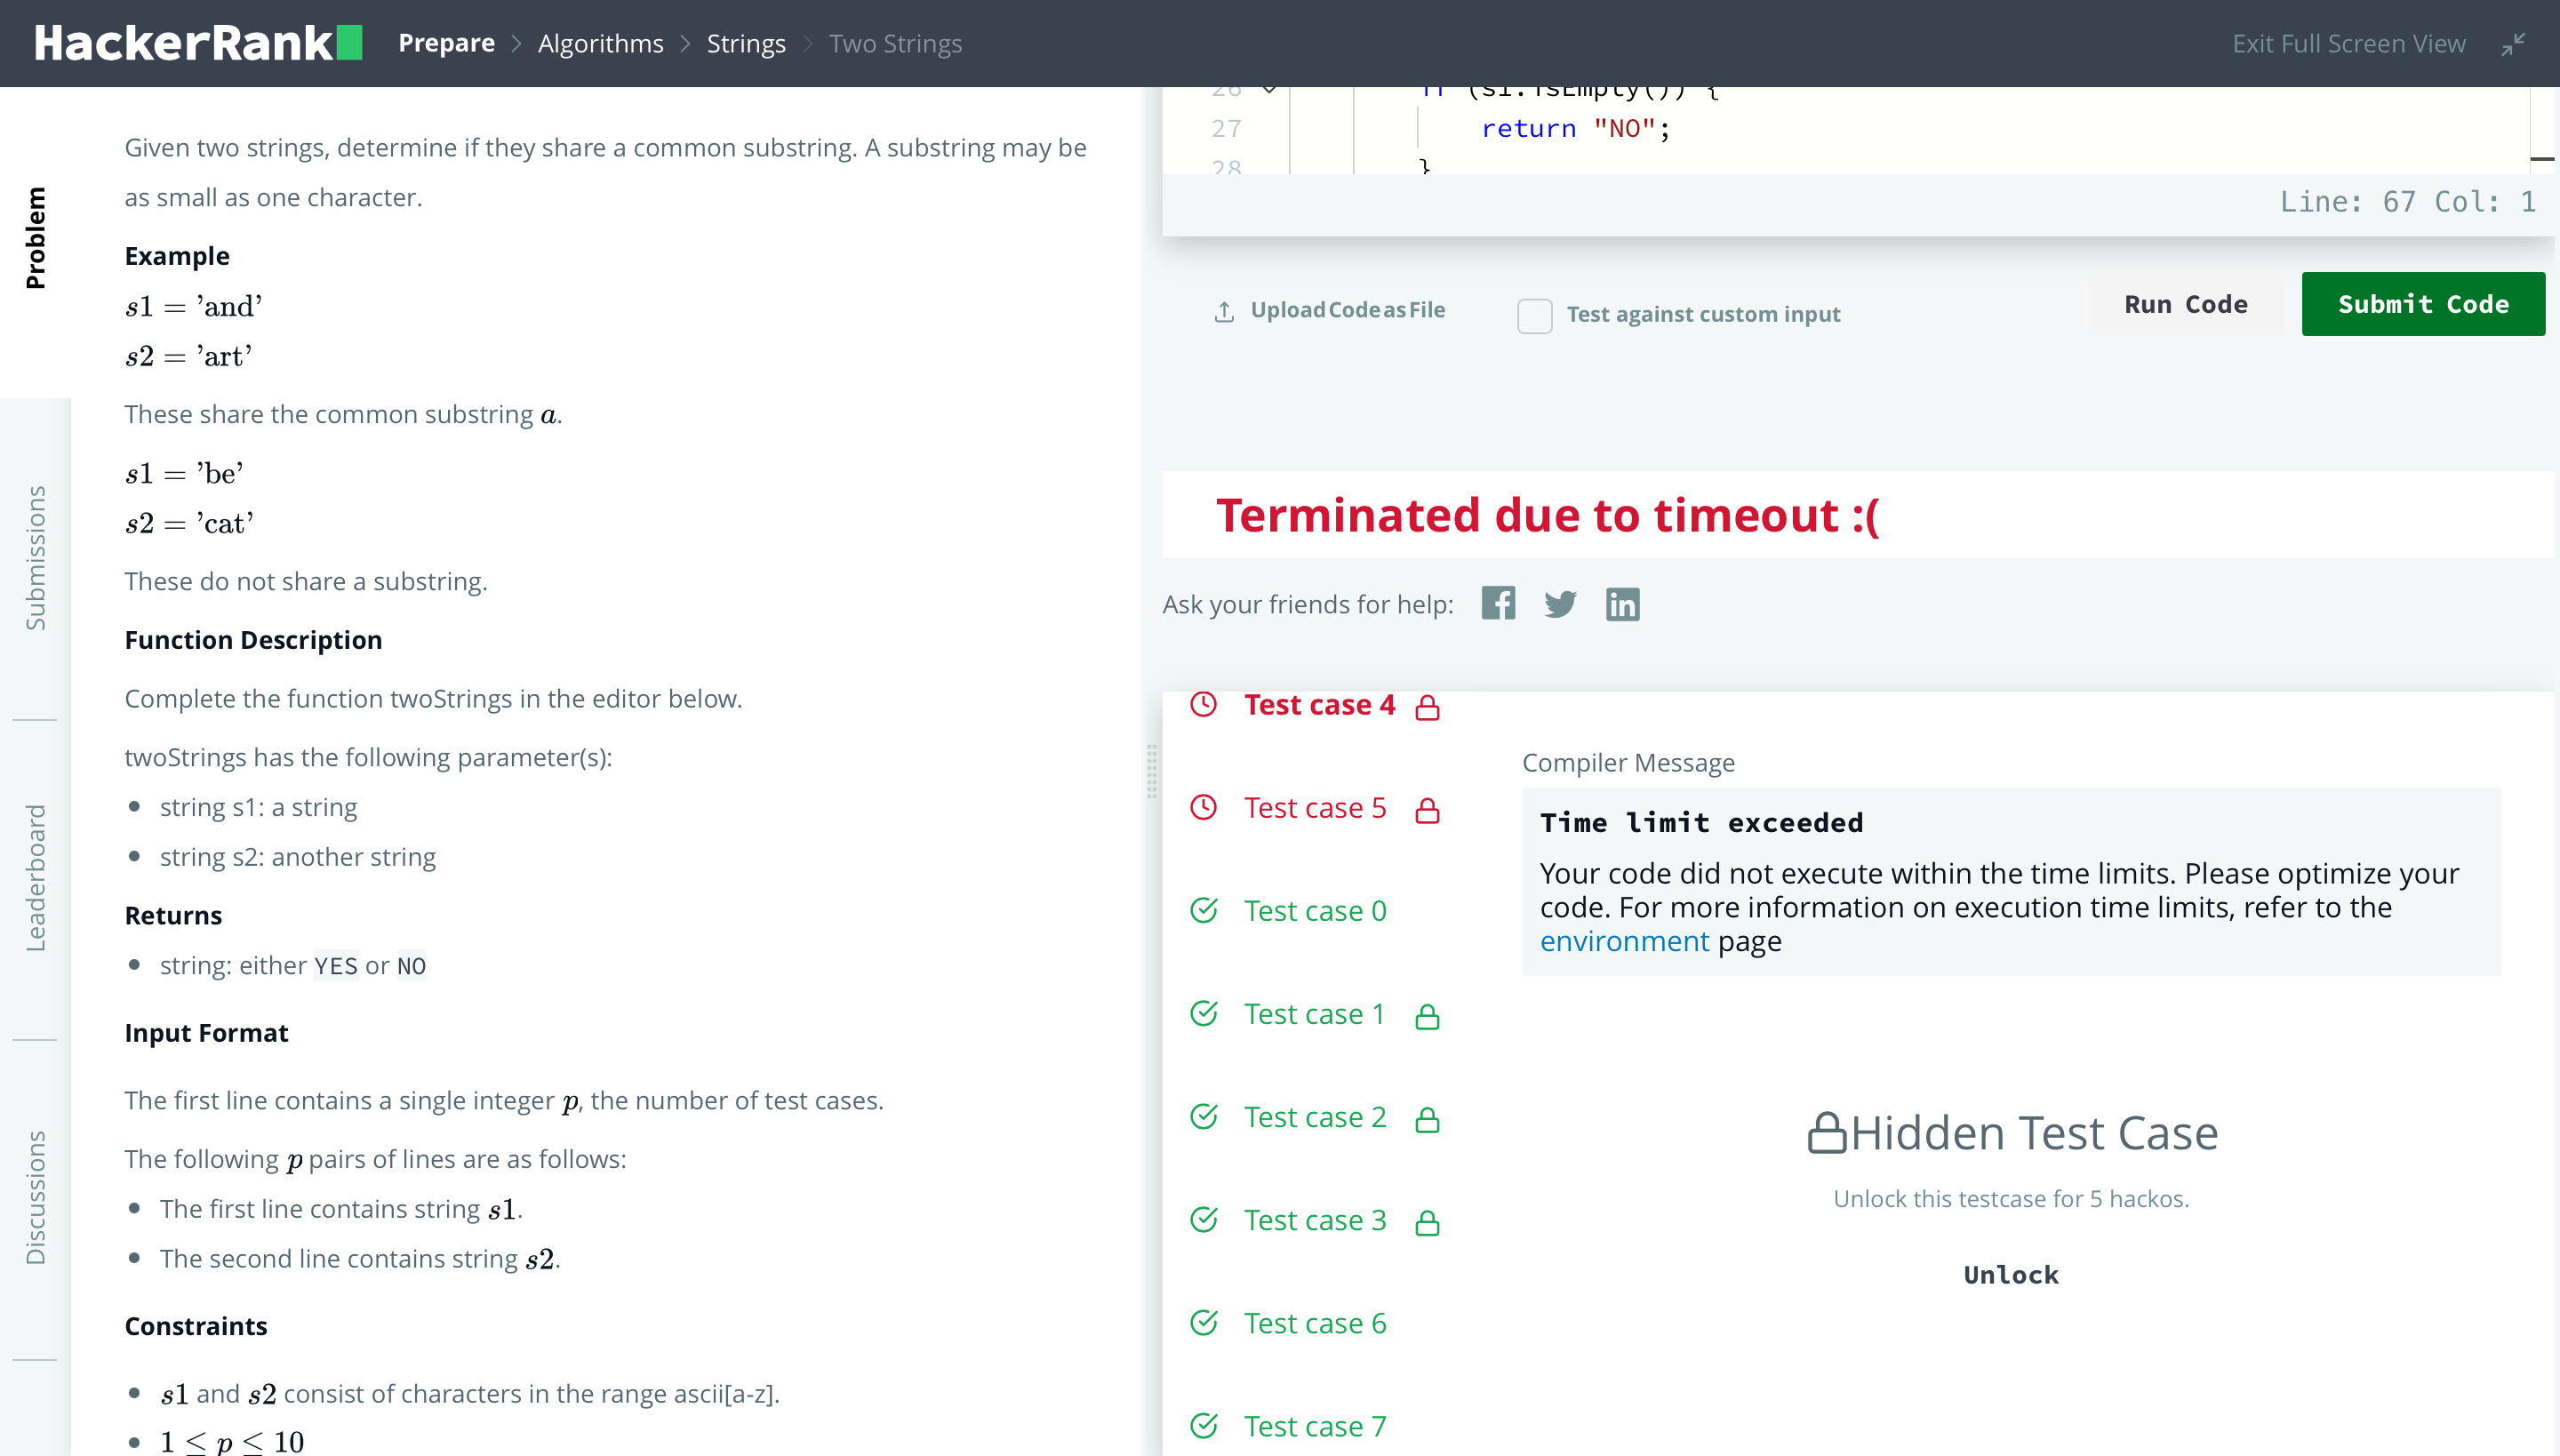 HackerRank Prepare > Algorithms > Strings > Two Strings Exit Full Screen View
Problem
Submissions
Leaderboard
Discussions
Given two strings, determine if they share a common substring. A substring may be
as small as one character.
Example
s1 = 'and'
s2 = 'art'
These share the common substring a.
s1 = 'be'
s2 = 'cat'
These do not share a substring.
Function Description
Complete the function twoStrings in the editor below.
twoStrings has the following parameter(s):
• string s1: a string
• string s2: another string
Returns
• string: either YES or NO
Input Format
The first line contains a single integer p, the number of test cases.
The following p pairs of lines are as follows:
• The first line contains string s1.
• The second line contains string s2.
Constraints
• s1 and s2 consist of characters in the range ascii[a-z].
• 1 ≤ p ≤ 10
26 if (s1.isEmpty()) {
27 return "NO";
28 }
Line: 67 Col: 1
Upload Code as File
Test against custom input
Run Code
Submit Code
Terminated due to timeout :(
Ask your friends for help:
Test case 4
Test case 5
Test case 0
Test case 1
Test case 2
Test case 3
Test case 6
Test case 7
Compiler Message
Time limit exceeded
Your code did not execute within the time limits. Please optimize your
code. For more information on execution time limits, refer to the
environment page
Hidden Test Case
Unlock this testcase for 5 hackos.
Unlock